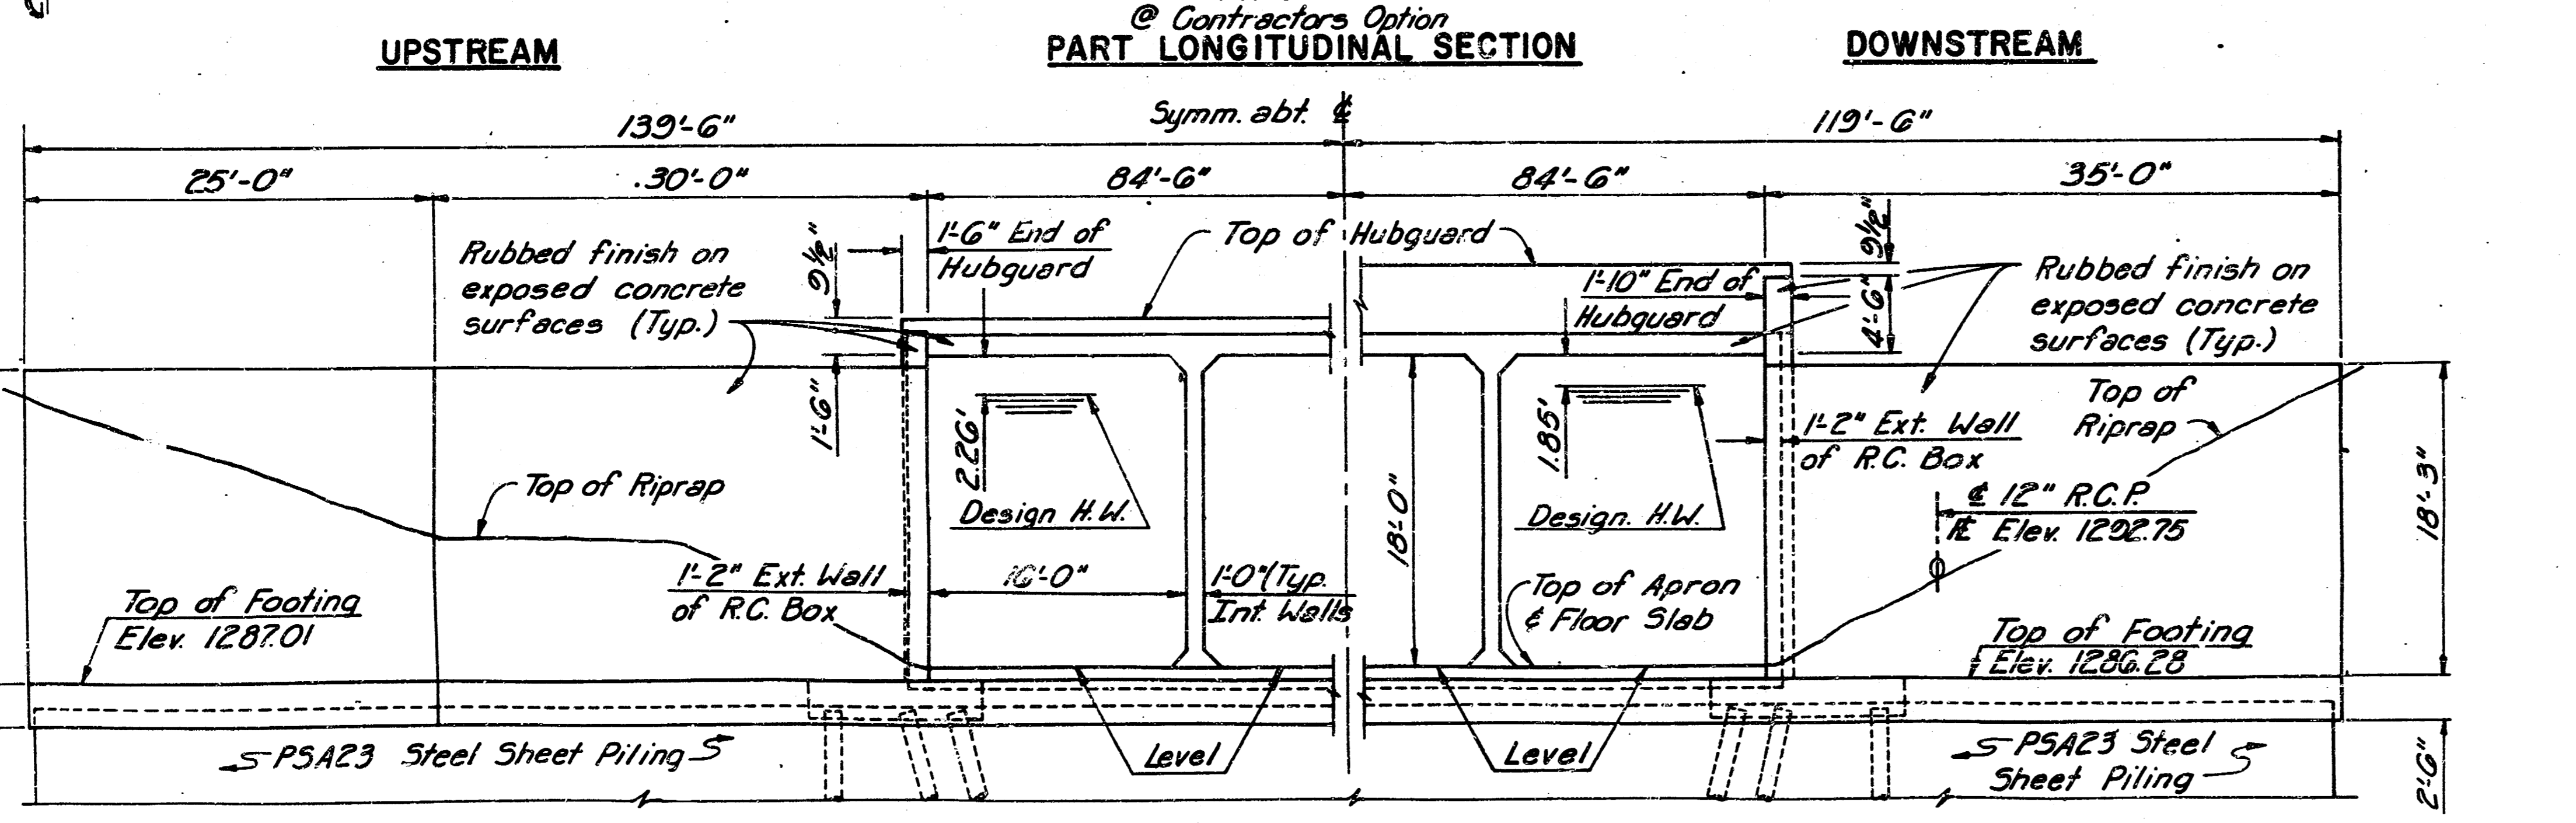 @ Contractors Option
UPSTREAM
PART LONGITUDINAL SECTION
DOWNSTREAM
139'-6"
Symm. abt. ℄
119'-6"
25'-0"
30'-0"
84'-6"
84'-6"
35'-0"
Rubbed finish on
exposed concrete
surfaces (Typ.)
9½"
1'-6" End of
Hubguard
Top of Hubguard
1'-10" End of
Hubguard
9½"
4'-6"
Rubbed finish on
exposed concrete
surfaces (Typ.)
1'-6"
2.26'
Design H.W.
18'-0"
1.85'
Design. H.W.
1'-2" Ext. Wall
of R.C. Box
Top of
Riprap
Top of Riprap
℄ 12" R.C.P.
Elev. 1292.75
18'-3"
1'-2" Ext. Wall
of R.C. Box
16'-0"
1'-0" (Typ.
Int. Walls
Top of Apron
& Floor Slab
Top of Footing
Elev. 1287.01
Top of Footing
Elev. 1286.28
PSA23 Steel Sheet Piling
Level
Level
PSA23 Steel
Sheet Piling
2'-6"